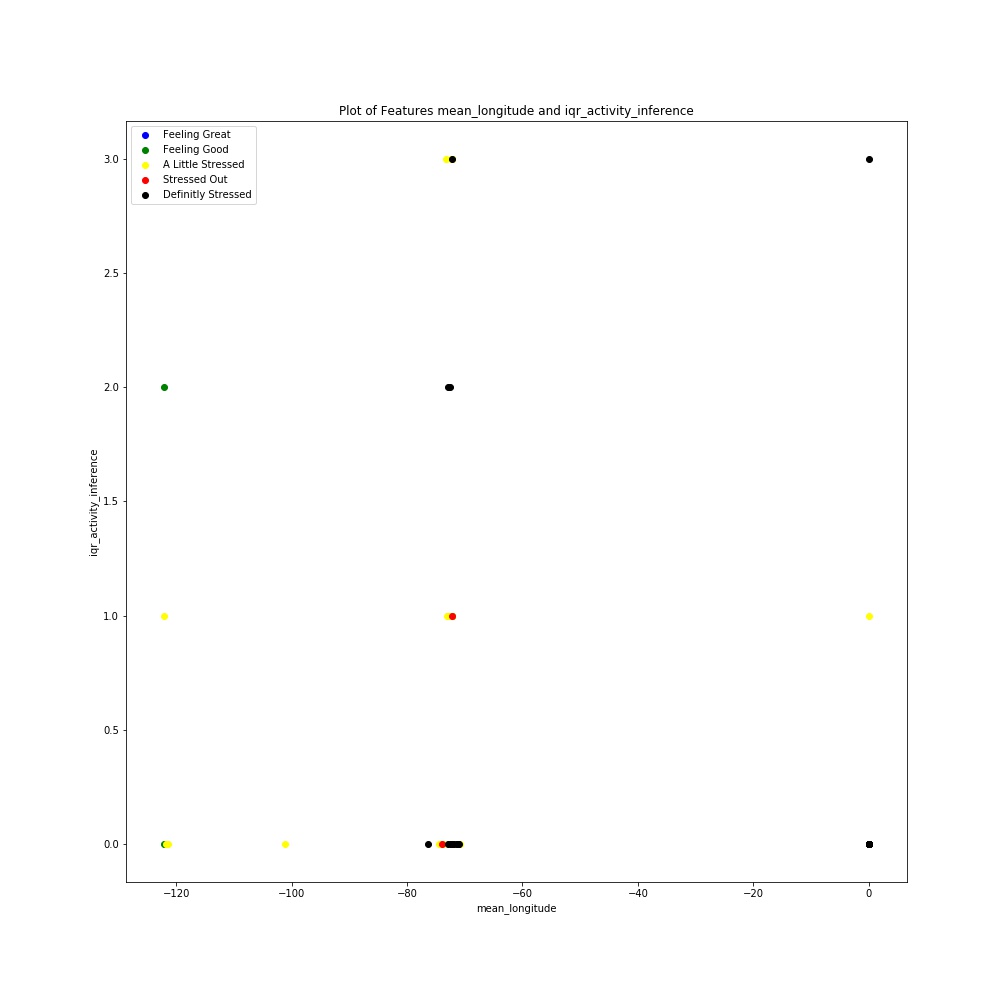 Plot of Features mean_longitude and iqr_activity_inference
Feeling Great
Feeling Good
A Little Stressed
Stressed Out
Definitly Stressed
3.0
2.5
2.0
1.5
1.0
0.5
0.0
iqr_activity_inference
−120
−100
−80
−60
−40
−20
0
mean_longitude